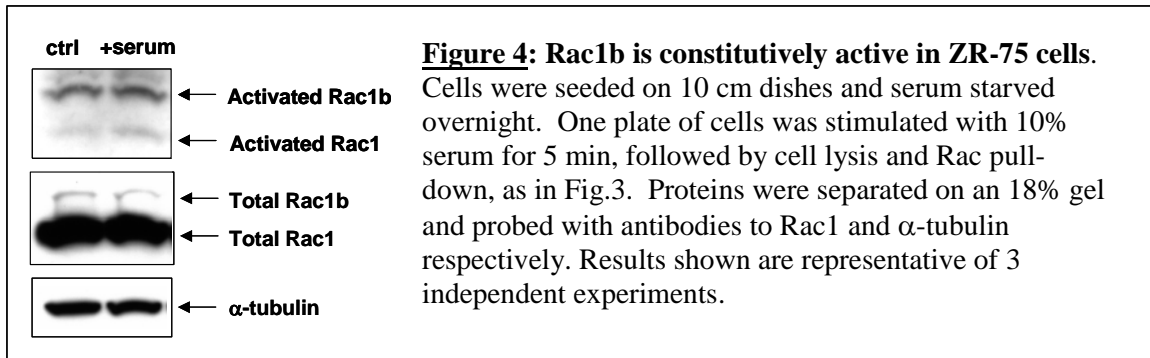 ctrl +serum
Activated Rac1b
Activated Rac1
Total Rac1b
Total Rac1
α-tubulin
Figure 4: Rac1b is constitutively active in ZR-75 cells.
Cells were seeded on 10 cm dishes and serum starved
overnight. One plate of cells was stimulated with 10%
serum for 5 min, followed by cell lysis and Rac pull-
down, as in Fig.3. Proteins were separated on an 18% gel
and probed with antibodies to Rac1 and α-tubulin
respectively. Results shown are representative of 3
independent experiments.